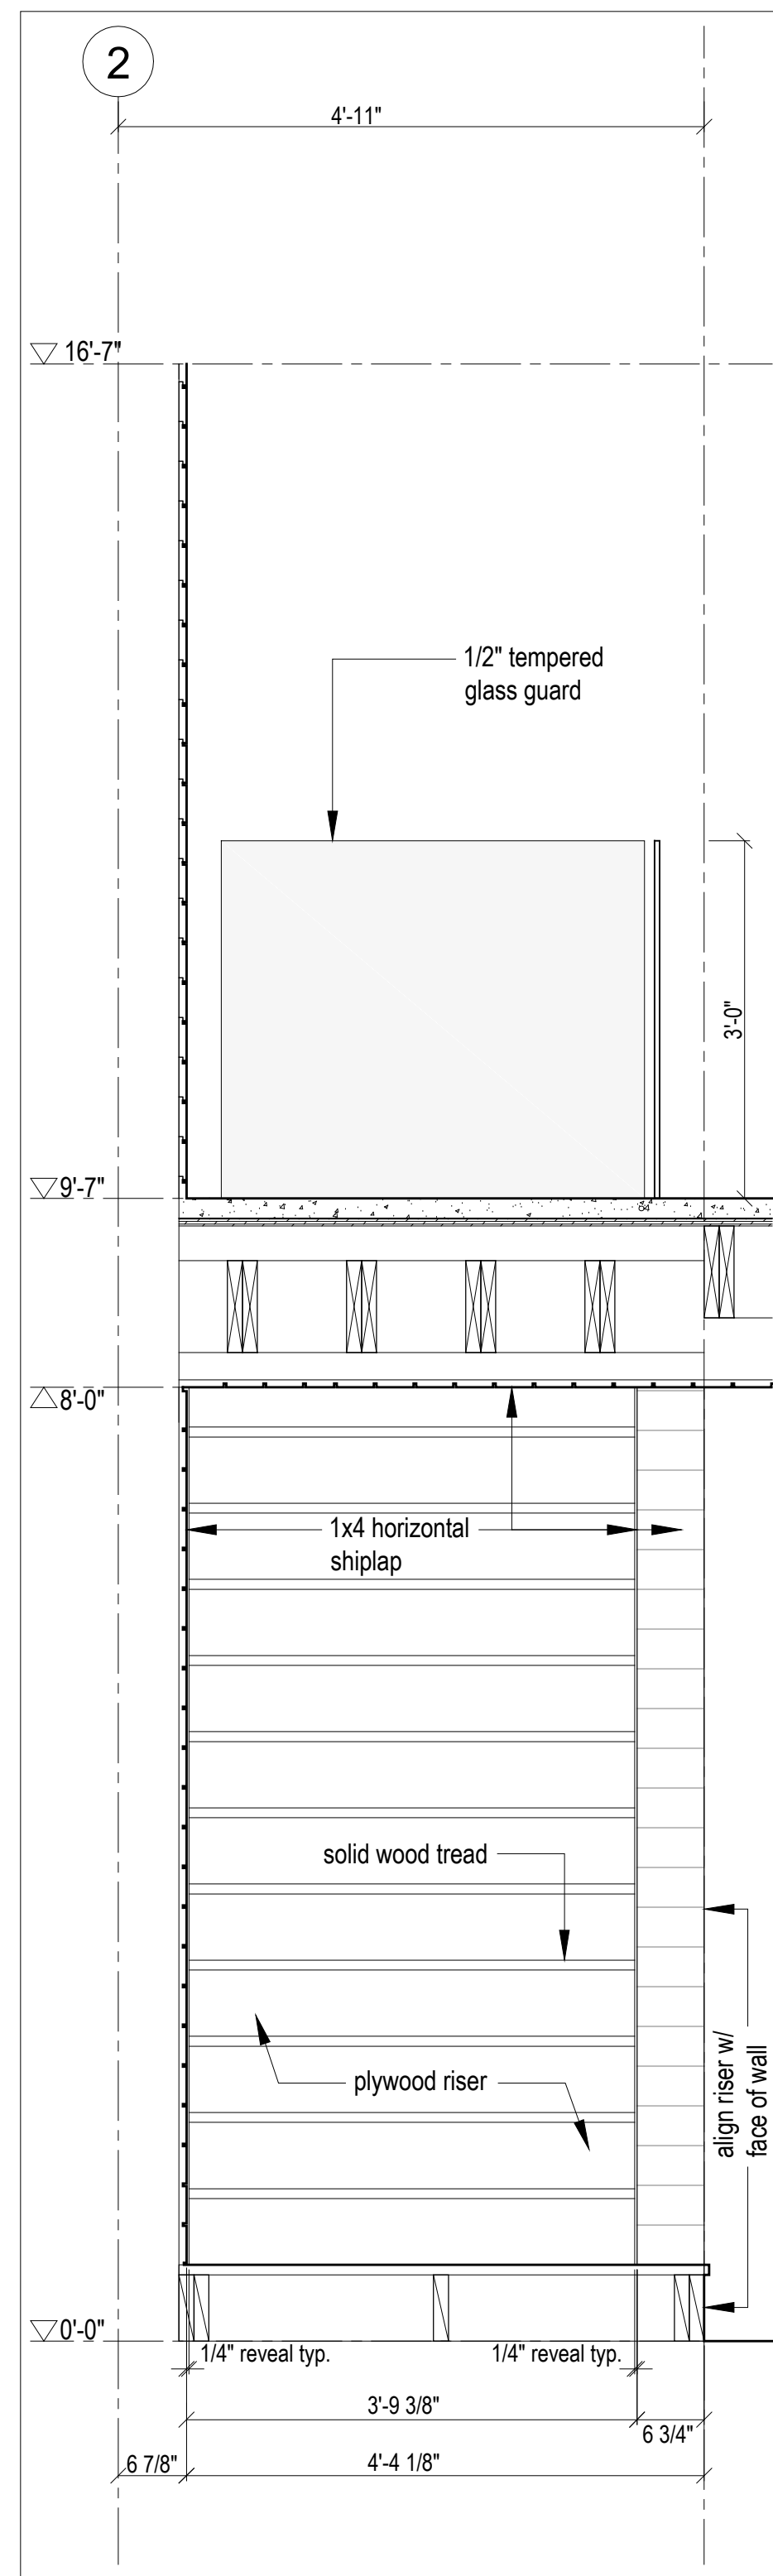 2
4'-11"
16'-7"
1/2" tempered
glass guard
3'-0"
9'-7"
8'-0"
1x4 horizontal
shiplap
solid wood tread
plywood riser
align riser w/
face of wall
0'-0"
1/4" reveal typ.
1/4" reveal typ.
3'-9 3/8"
6 3/4"
6 7/8"
4'-4 1/8"